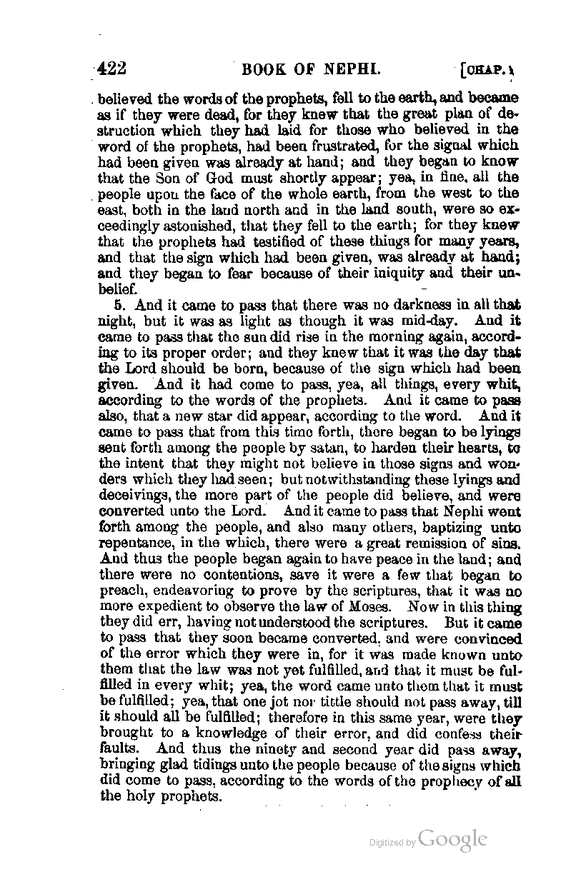 422 BOOK OF NEPHI. [CHAP.
believed the words of the prophets, fell to the earth, and became
as if they were dead, for they knew that the great plan of de-
struction which they had laid for those who believed in the
word of the prophets, had been frustrated, for the signal which
had been given was already at hand; and they began to know
that the Son of God must shortly appear; yea, in fine, all the
people upon the face of the whole earth, from the west to the
east, both in the land north and in the land south, were so ex-
ceedingly astonished, that they fell to the earth; for they knew
that the prophets had testified of these things for many years,
and that the sign which had been given, was already at hand;
and they began to fear because of their iniquity and their un-
belief.
5. And it came to pass that there was no darkness in all that
night, but it was as light as though it was mid-day. And it
came to pass that the sun did rise in the morning again, accord-
ing to its proper order; and they knew that it was the day that
the Lord should be born, because of the sign which had been
given. And it had come to pass, yea, all things, every whit,
according to the words of the prophets. And it came to pass
also, that a new star did appear, according to the word. And it
came to pass that from this time forth, there began to be lyings
sent forth among the people by satan, to harden their hearts, to
the intent that they might not believe in those signs and won-
ders which they had seen; but notwithstanding these lyings and
deceivings, the more part of the people did believe, and were
converted unto the Lord. And it came to pass that Nephi went
forth among the people, and also many others, baptizing unto
repentance, in the which, there were a great remission of sins.
And thus the people began again to have peace in the land; and
there were no contentions, save it were a few that began to
preach, endeavoring to prove by the scriptures, that it was no
more expedient to observe the law of Moses. Now in this thing
they did err, having not understood the scriptures. But it came
to pass that they soon became converted, and were convinced
of the error which they were in, for it was made known unto
them that the law was not yet fulfilled, and that it must be ful-
filled in every whit; yea, the word came unto them that it must
be fulfilled; yea, that one jot nor tittle should not pass away, till
it should all be fulfilled; therefore in this same year, were they
brought to a knowledge of their error, and did confess their
faults. And thus the ninety and second year did pass away,
bringing glad tidings unto the people because of the signs which
did come to pass, according to the words of the prophecy of all
the holy prophets.
Digitized by Google